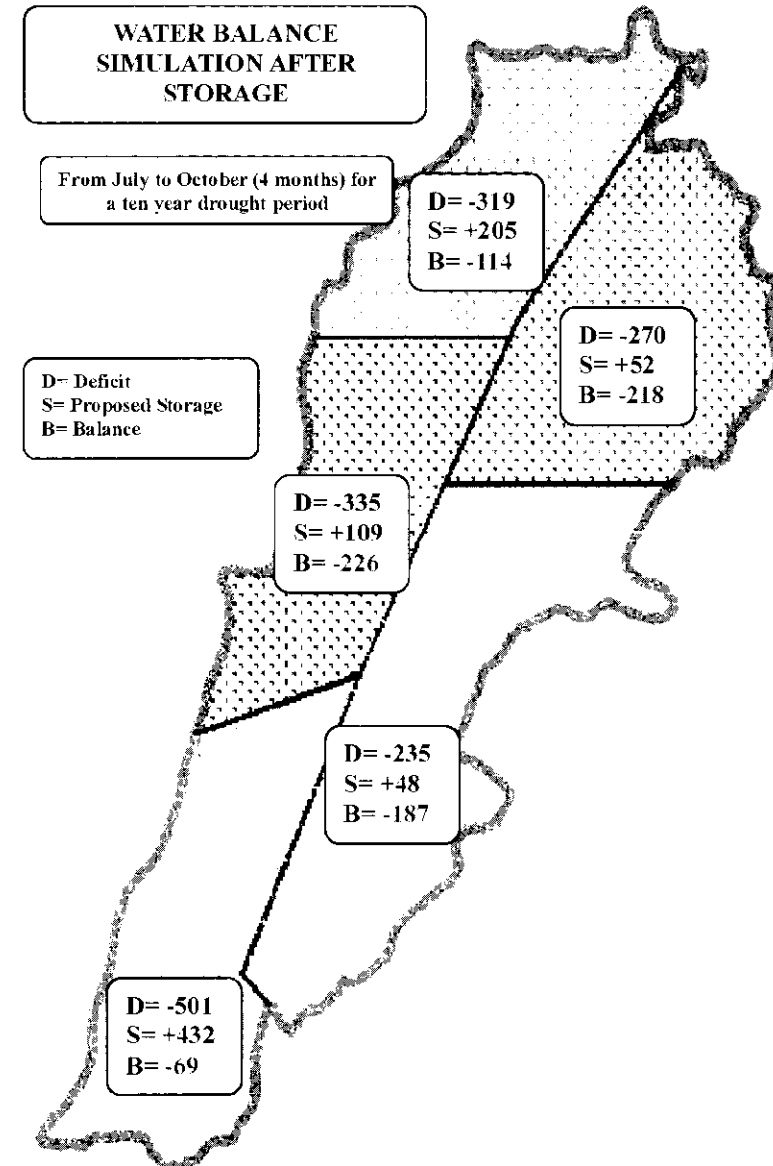 WATER BALANCE
SIMULATION AFTER
STORAGE
From July to October (4 months) for
a ten year drought period
D= -319
S= +205
B= -114
D= -270
S= +52
B= -218
D= Deficit
S= Proposed Storage
B= Balance
D= -335
S= +109
B= -226
D= -235
S= +48
B= -187
D= -501
S= +432
B= -69